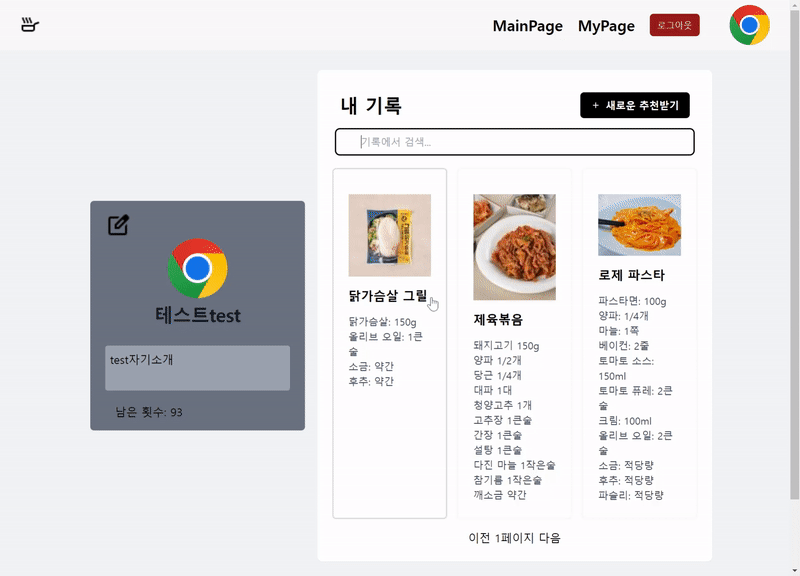 MainPage
MyPage
로그아웃
내 기록
+ 새로운 추천받기
기록에서 검색...
테스트test
test자기소개
남은 횟수: 93
닭가슴살 그릴
닭가슴살: 150g
올리브 오일: 1큰
술
소금: 약간
후추: 약간
제육볶음
돼지고기 150g
양파 1/2개
당근 1/4개
대파 1대
청양고추 1개
고추장 1큰술
간장 1큰술
설탕 1큰술
다진 마늘 1작은술
참기름 1작은술
깨소금 약간
로제 파스타
파스타면: 100g
양파: 1/4개
마늘: 1쪽
베이컨: 2줄
토마토 소스:
150ml
토마토 퓨레: 2큰
술
크림: 100ml
올리브 오일: 2큰
술
소금: 적당량
후추: 적당량
파슬리: 적당량
이전 1페이지 다음